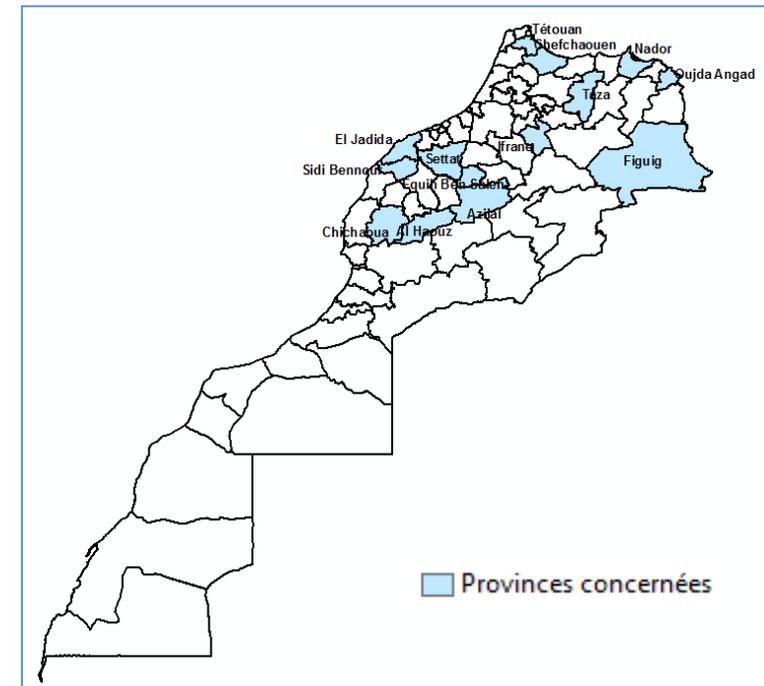 Tétouan
Chefchaouen
Nador
Oujda Angad
Taza
El Jadida
Ifrane
Settat
Figuig
Sidi Bennour
Fquih Ben Saleh
Azilal
Chichaoua
Al Haouz
Provinces concernées